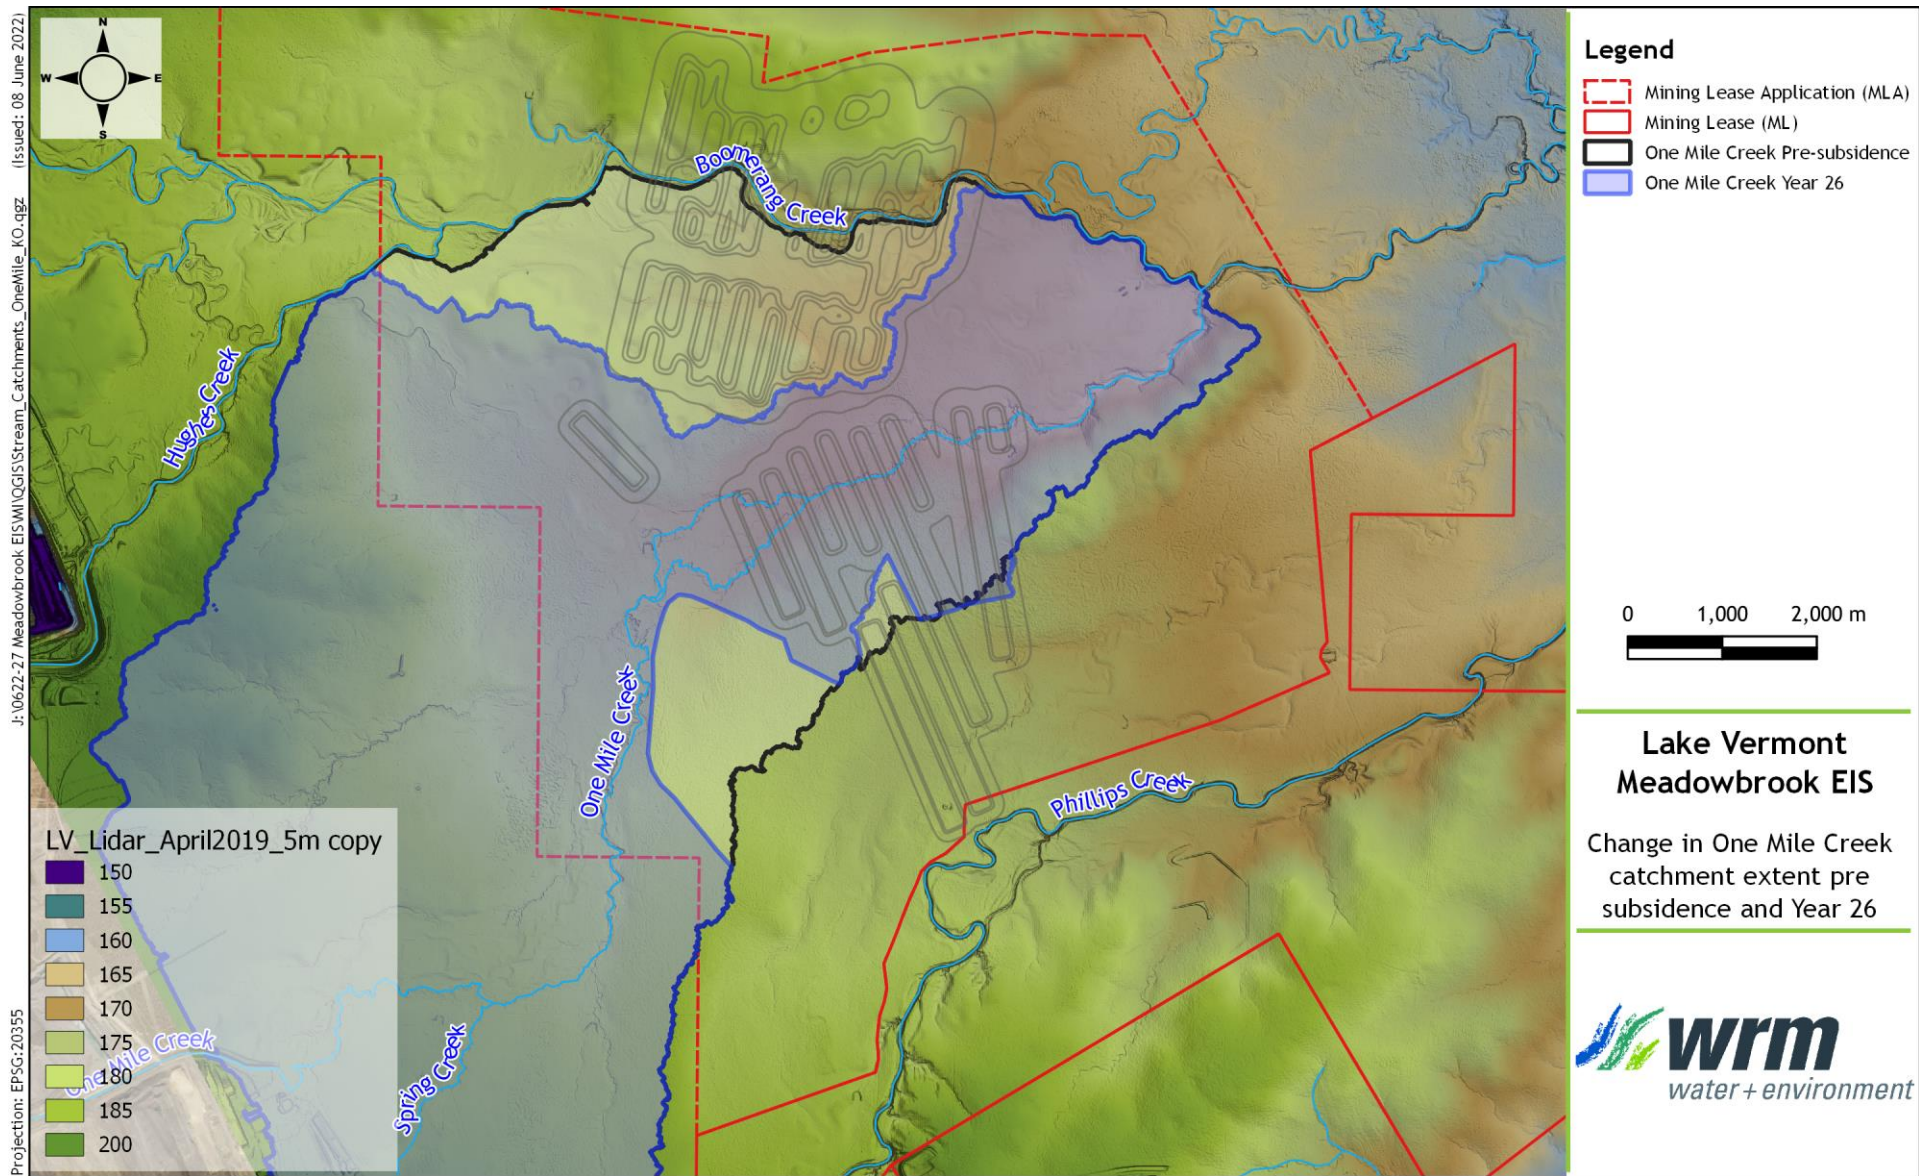 J:\0622-27 Meadowbrook EIS\WI\QGIS\Stream_Catchments_OneMile_KO.qgz (Issued: 08 June 2022)
Projection: EPSG:20355
N
W
E
S
Boomerang Creek
Hughes Creek
One Mile Creek
Phillips Creek
One Mile Creek
Spring Creek
LV_Lidar_April2019_5m copy
150
155
160
165
170
175
180
185
200
Legend
Mining Lease Application (MLA)
Mining Lease (ML)
One Mile Creek Pre-subsidence
One Mile Creek Year 26
0 1,000 2,000 m
Lake Vermont
Meadowbrook EIS
Change in One Mile Creek
catchment extent pre
subsidence and Year 26
wrm
water + environment